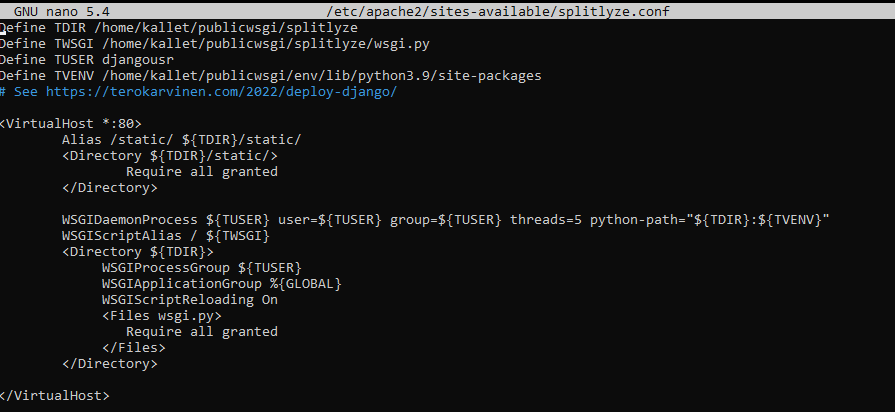 GNU nano 5.4 /etc/apache2/sites-available/splitlyze.conf
Define TDIR /home/kallet/publicwsgi/splitlyze
Define TWSGI /home/kallet/publicwsgi/splitlyze/wsgi.py
Define TUSER djangousr
Define TVENV /home/kallet/publicwsgi/env/lib/python3.9/site-packages
# See https://terokarvinen.com/2022/deploy-django/
<VirtualHost *:80>
Alias /static/ ${TDIR}/static/
<Directory ${TDIR}/static/>
Require all granted
</Directory>
WSGIDaemonProcess ${TUSER} user=${TUSER} group=${TUSER} threads=5 python-path="${TDIR}:${TVENV}"
WSGIScriptAlias / ${TWSGI}
<Directory ${TDIR}>
WSGIProcessGroup ${TUSER}
WSGIApplicationGroup %{GLOBAL}
WSGIScriptReloading On
<Files wsgi.py>
Require all granted
</Files>
</Directory>
</VirtualHost>